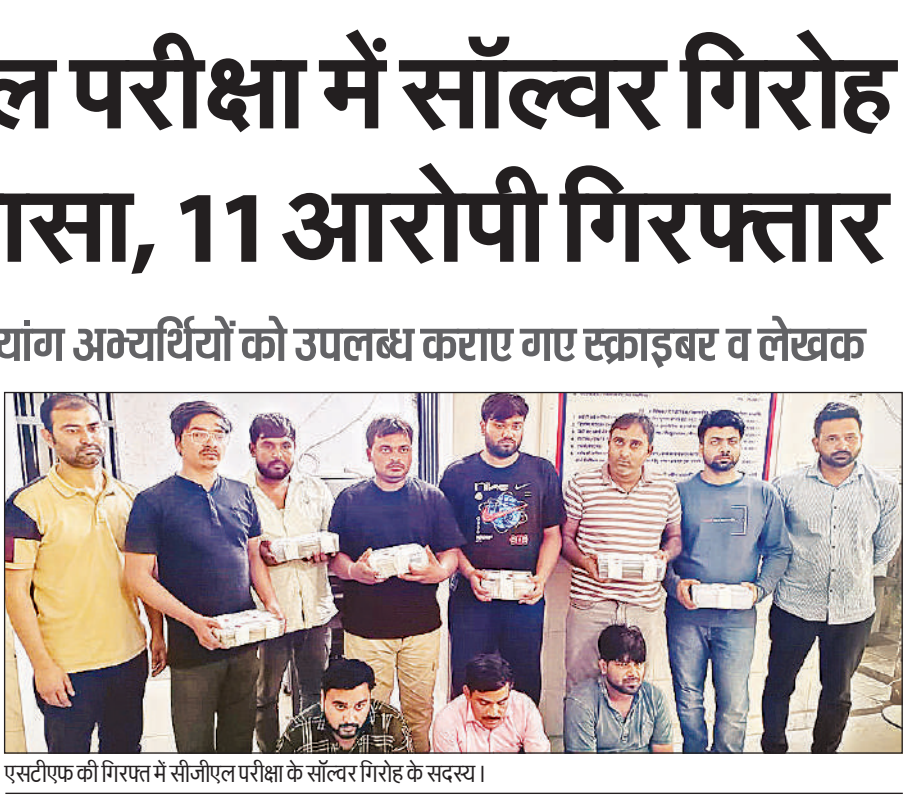 ल परीक्षा में सॉल्वर गिरोह
ासा, 11 आरोपी गिरफ्तार
यांग अभ्यर्थियों को उपलब्ध कराए गए स्क्राइबर व लेखक
एसटीएफ की गिरफ्त में सीजीएल परीक्षा के सॉल्वर गिरोह के सदस्य।